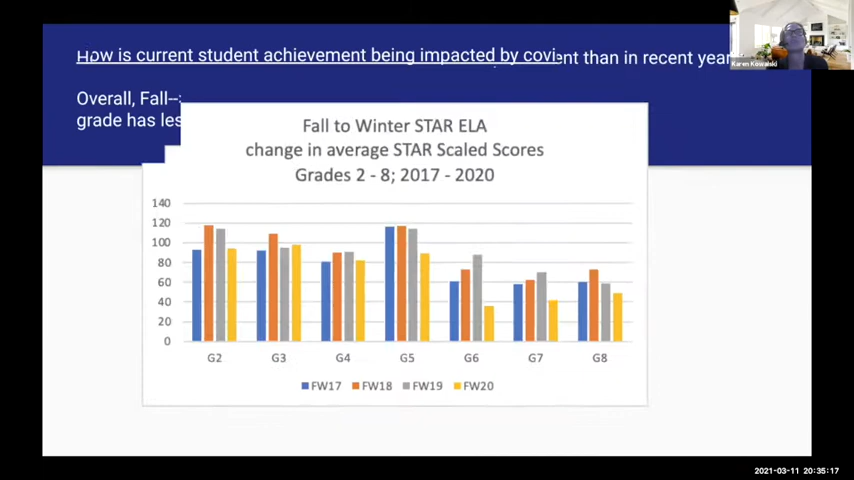 How is current student achievement being impacted by covi
ent than in recent year
Overall, Fall--
grade has les
Karen Kowalski
Fall to Winter STAR ELA
change in average STAR Scaled Scores
Grades 2 - 8; 2017 - 2020
140
120
100
80
60
40
20
0
G2 G3 G4 G5 G6 G7 G8
FW17 FW18 FW19 FW20
2021-03-11 20:35:17